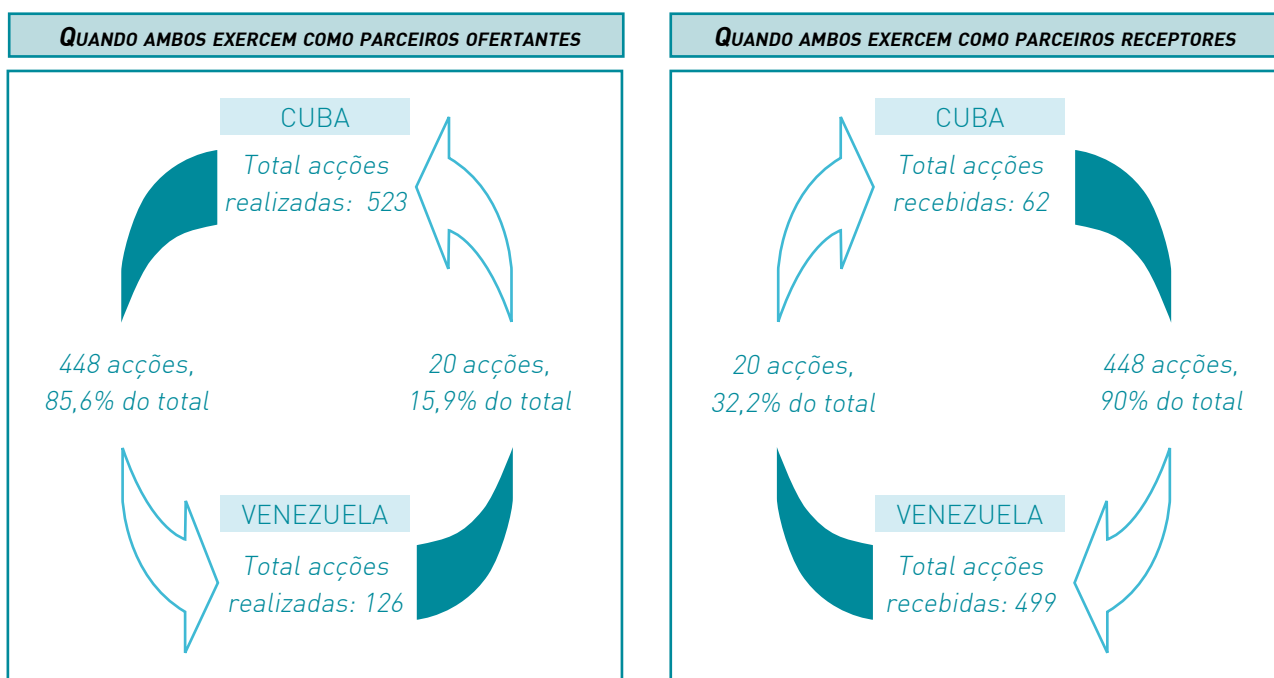 QUANDO AMBOS EXERCEM COMO PARCEIROS OFERTANTES
CUBA
Total acções
realizadas: 523
448 acções,
85,6% do total
20 acções,
15,9% do total
VENEZUELA
Total acções
realizadas: 126
QUANDO AMBOS EXERCEM COMO PARCEIROS RECEPTORES
CUBA
Total acções
recebidas: 62
20 acções,
32,2% do total
448 acções,
90% do total
VENEZUELA
Total acções
recebidas: 499